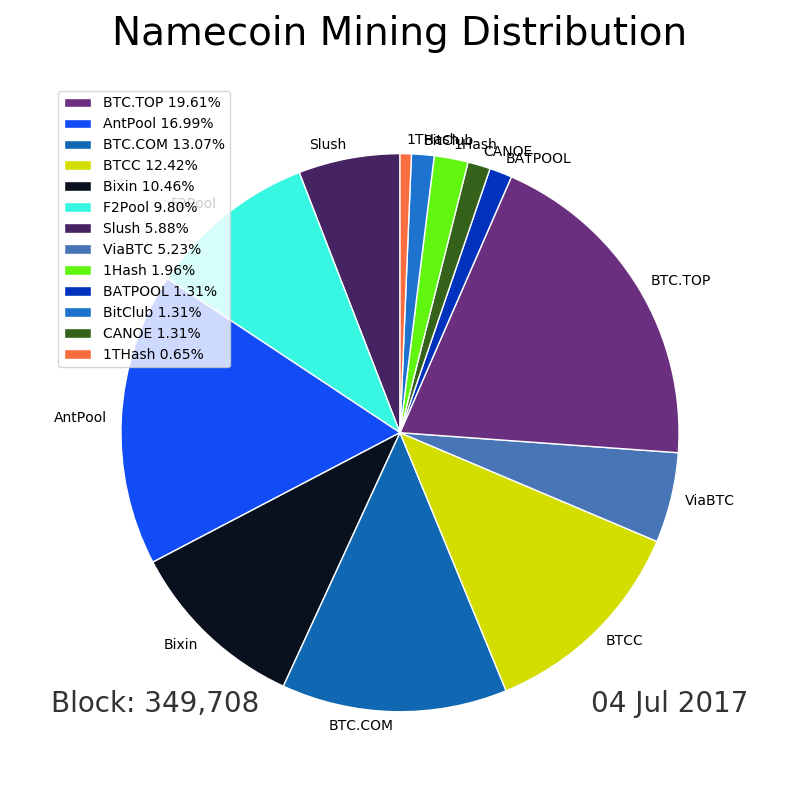 Namecoin Mining Distribution
BTC.TOP 19.61%
AntPool 16.99%
BTC.COM 13.07%
BTCC 12.42%
Bixin 10.46%
F2Pool 9.80%
Slush 5.88%
ViaBTC 5.23%
1Hash 1.96%
BATPOOL 1.31%
BitClub 1.31%
CANOE 1.31%
1THash 0.65%
Slush
1THash
BitClub
1Hash
CANOE
BATPOOL
F2Pool
BTC.TOP
AntPool
ViaBTC
Bixin
BTCC
BTC.COM
Block: 349,708
04 Jul 2017